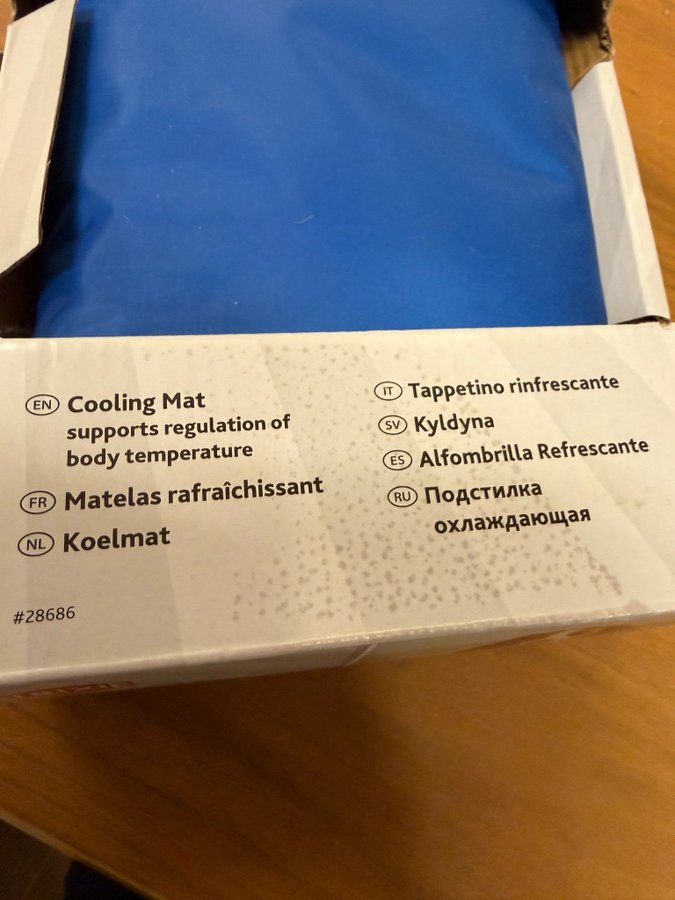 EN Cooling Mat
supports regulation of
body temperature
FR Matelas rafraîchissant
NL Koelmat
#28686
IT Tappetino rinfrescante
SV Kyldyna
ES Alfombrilla Refrescante
RU Подстилка
охлаждающая